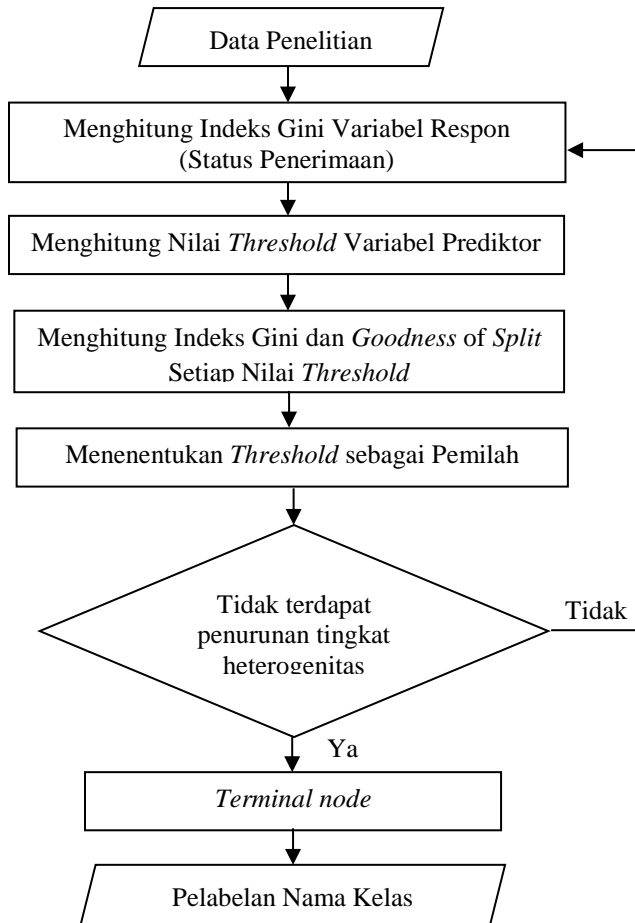 Data Penelitian
Menghitung Indeks Gini Variabel Respon
(Status Penerimaan)
Menghitung Nilai Threshold Variabel Prediktor
Menghitung Indeks Gini dan Goodness of Split
Setiap Nilai Threshold
Menenentukan Threshold sebagai Pemilah
Tidak terdapat
penurunan tingkat
heterogenitas
Tidak
Ya
Terminal node
Pelabelan Nama Kelas